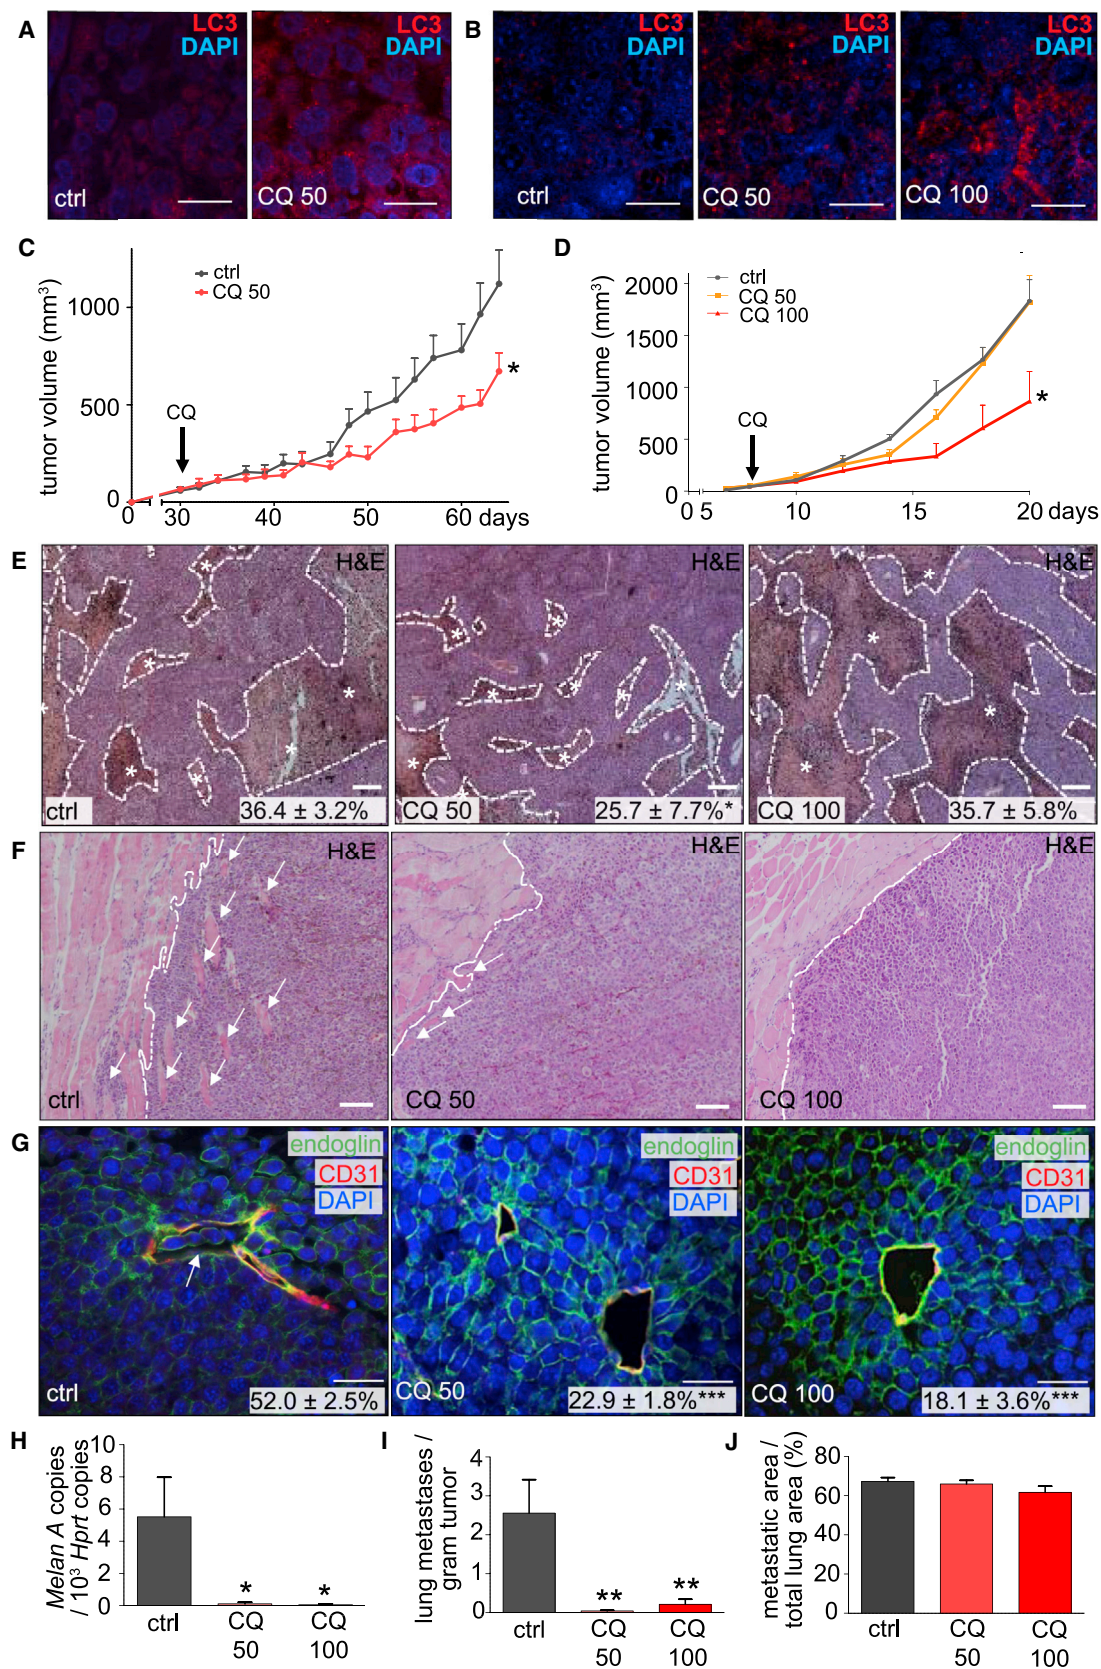 A
LC3
DAPI
ctrl
LC3
DAPI
CQ 50
B
LC3
DAPI
ctrl
LC3
DAPI
CQ 50
LC3
DAPI
CQ 100
C
tumor volume (mm³)
1000
500
0
ctrl
CQ 50
CQ
*
0 30 40 50 60 days
D
tumor volume (mm³)
2000
1500
1000
500
0
ctrl
CQ 50
CQ 100
CQ
*
0 5 10 15 20 days
E
H&E
* * * * * * *
ctrl
36.4 ± 3.2%
H&E
* * * * * * * * *
CQ 50
25.7 ± 7.7%*
H&E
* * * *
CQ 100
35.7 ± 5.8%
F
H&E
ctrl
H&E
CQ 50
H&E
CQ 100
G
endoglin
CD31
DAPI
ctrl
52.0 ± 2.5%
endoglin
CD31
DAPI
CQ 50
22.9 ± 1.8%***
endoglin
CD31
DAPI
CQ 100
18.1 ± 3.6%***
H
Melan A copies
/ 10³ Hprt copies
10
8
6
4
2
0
* *
ctrl CQ CQ
50 100
I
lung metastases /
gram tumor
4
3
2
1
0
** **
ctrl CQ CQ
50 100
J
metastatic area /
total lung area (%)
80
60
40
20
0
ctrl CQ CQ
50 100